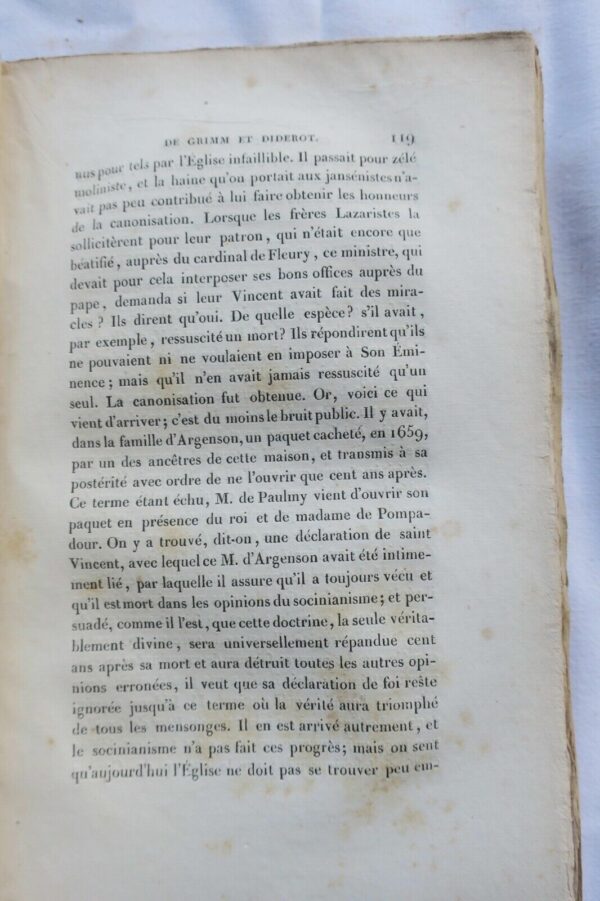 DE GRIMM ET DIDEROT. 119
nus pour tels par l'Église infaillible. Il passait pour zélé
moliniste, et la haine qu'on portait aux jansénistes n'a-
vait pas peu contribué à lui faire obtenir les honneurs
de la canonisation. Lorsque les frères Lazaristes la
sollicitèrent pour leur patron, qui n'était encore que
béatifié, auprès du cardinal de Fleury, ce ministre, qui
devait pour cela interposer ses bons offices auprès du
pape, demanda si leur Vincent avait fait des mira-
cles ? Ils dirent qu'oui. De quelle espèce? s'il avait,
par exemple, ressuscité un mort? Ils répondirent qu'ils
ne pouvaient ni ne voulaient en imposer à Son Émi-
nence; mais qu'il n'en avait jamais ressuscité qu'un
seul. La canonisation fut obtenue. Or, voici ce qui
vient d'arriver; c'est du moins le bruit public. Il y avait,
dans la famille d'Argenson, un paquet cacheté, en 1659,
par un des ancêtres de cette maison, et transmis à sa
postérité avec ordre de ne l'ouvrir que cent ans après.
Ce terme étant échu, M. de Paulmy vient d'ouvrir son
paquet en présence du roi et de madame de Pompa-
dour. On y a trouvé, dit-on, une déclaration de saint
Vincent, avec lequel ce M. d'Argenson avait été intime-
ment lié, par laquelle il assure qu'il a toujours vécu et
qu'il est mort dans les opinions du socinianisme; et per-
suadé, comme il l'est, que cette doctrine, la seule vérita-
blement divine, sera universellement répandue cent
ans après sa mort et aura détruit toutes les autres opi-
nions erronées, il veut que sa déclaration de foi reste
ignorée jusqu'à ce terme où la vérité aura triomphé
de tous les mensonges. Il en est arrivé autrement, et
le socinianisme n'a pas fait ces progrès; mais on sent
qu'aujourd'hui l'Église ne doit pas se trouver peu em-